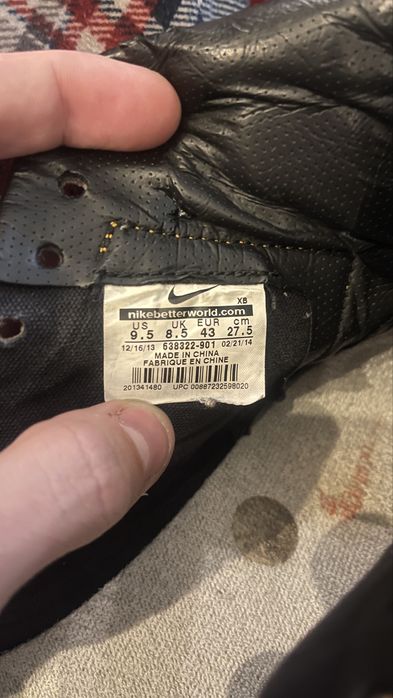 XB
nikebetterworld.com
US UK EUR cm
9.5 8.5 43 27.5
12/16/13 638322-901 02/21/14
MADE IN CHINA
FABRIQUE EN CHINE
201341480 UPC 00887232598020